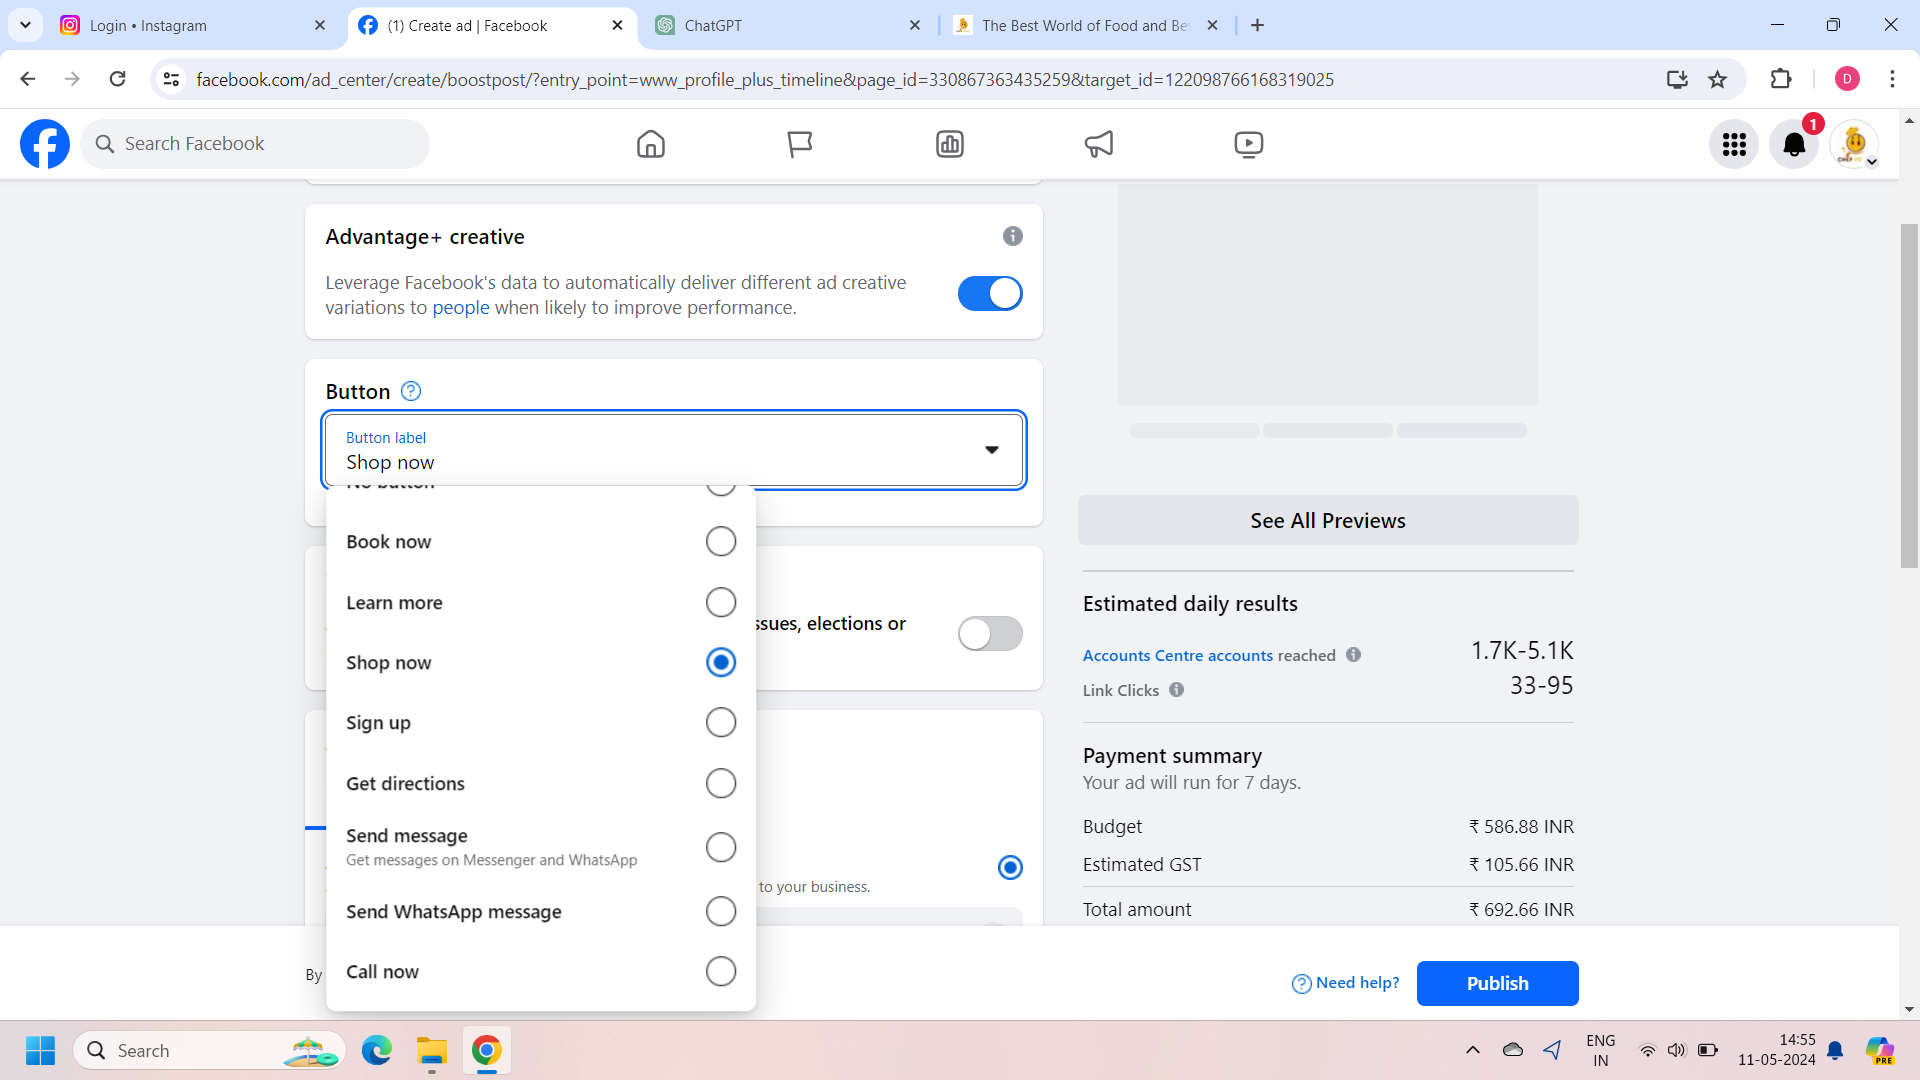 Login • Instagram
(1) Create ad | Facebook
ChatGPT
The Best World of Food and Be
facebook.com/ad_center/create/boostpost/?entry_point=www_profile_plus_timeline&page_id=330867363435259&target_id=122098766168319025
D
Search Facebook
1
Advantage+ creative
Leverage Facebook's data to automatically deliver different ad creative
variations to people when likely to improve performance.
Button
Button label
Shop now
No button
Book now
Learn more
Shop now
Sign up
Get directions
Send message
Get messages on Messenger and WhatsApp
Send WhatsApp message
Call now
ssues, elections or
to your business.
By
See All Previews
Estimated daily results
Accounts Centre accounts reached
1.7K-5.1K
Link Clicks
33-95
Payment summary
Your ad will run for 7 days.
Budget
₹ 586.88 INR
Estimated GST
₹ 105.66 INR
Total amount
₹ 692.66 INR
Need help?
Publish
Search
ENG
IN
14:55
11-05-2024
PRE